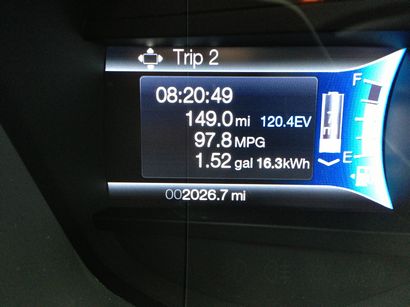 Trip 2
08:20:49
149.0 mi 120.4EV
97.8 MPG
1.52 gal 16.3kWh
F
E
002026.7 mi